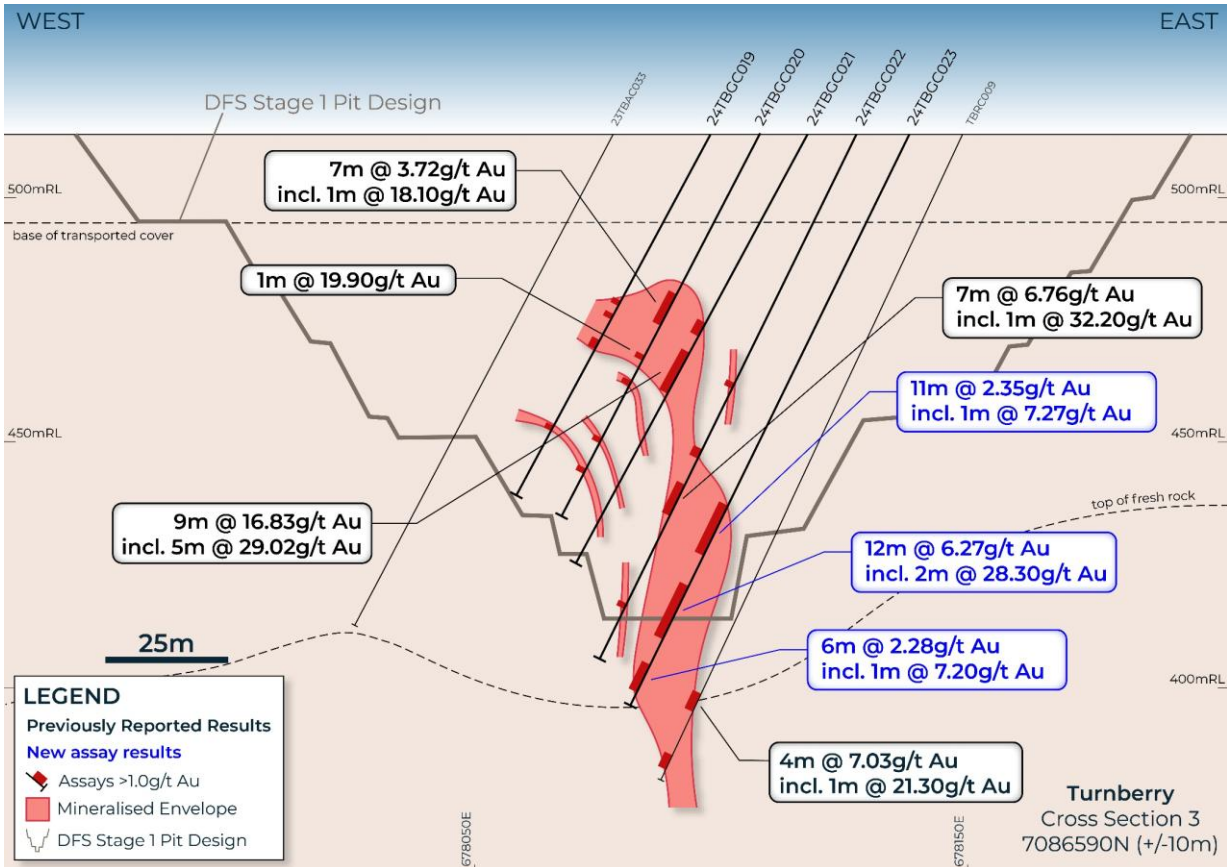 WEST
EAST
DFS Stage 1 Pit Design
23TBAC033
24TBGC019
24TBGC020
24TBGC021
24TBGC022
24TBGC023
TBRC009
500mRL
500mRL
base of transported cover
7m @ 3.72g/t Au
incl. 1m @ 18.10g/t Au
1m @ 19.90g/t Au
7m @ 6.76g/t Au
incl. 1m @ 32.20g/t Au
11m @ 2.35g/t Au
incl. 1m @ 7.27g/t Au
450mRL
450mRL
top of fresh rock
9m @ 16.83g/t Au
incl. 5m @ 29.02g/t Au
12m @ 6.27g/t Au
incl. 2m @ 28.30g/t Au
6m @ 2.28g/t Au
incl. 1m @ 7.20g/t Au
25m
400mRL
4m @ 7.03g/t Au
incl. 1m @ 21.30g/t Au
LEGEND
Previously Reported Results
New assay results
Assays >1.0g/t Au
Mineralised Envelope
DFS Stage 1 Pit Design
678050E
678150E
Turnberry
Cross Section 3
7086590N (+/-10m)